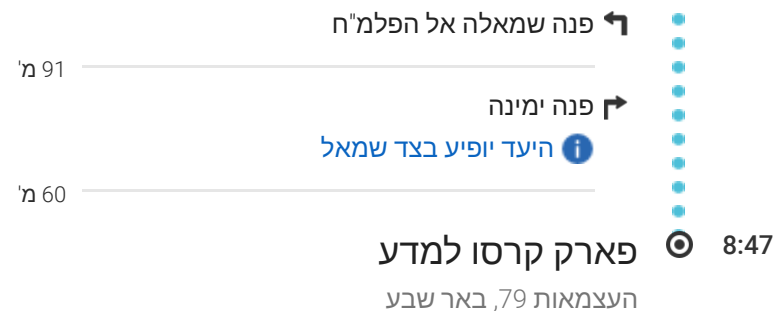 פנה שמאלה אל הפלמ"ח
91 מ'
פנה ימינה
היעד יופיע בצד שמאל
60 מ'
8:47 פארק קרסו למדע
העצמאות 79, באר שבע